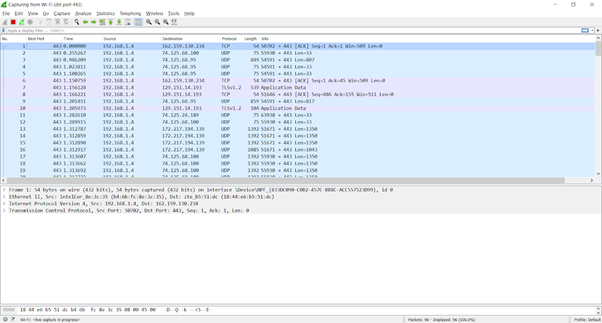 Capturing from Wi-Fi (dst port 443)
File Edit View Go Capture Analyze Statistics Telephony Wireless Tools Help
Apply a display filter ... <Ctrl-/>
No. Dest Port Time Source Destination Protocol Length Info
1 443 0.000000 192.168.1.4 162.159.130.234 TCP 54 50702 → 443 [ACK] Seq=1 Ack=1 Win=509 Len=0
2 443 0.255267 192.168.1.4 74.125.68.100 UDP 75 54591 → 443 Len=33
3 443 0.986209 192.168.1.4 74.125.68.95 UDP 849 54591 → 443 Len=807
4 443 1.023811 192.168.1.4 74.125.68.95 UDP 75 54591 → 443 Len=33
5 443 1.100265 192.168.1.4 74.125.68.95 UDP 75 54591 → 443 Len=33
6 443 1.150759 192.168.1.4 162.159.130.234 TCP 54 50702 → 443 [ACK] Seq=1 Ack=45 Win=509 Len=0
7 443 1.156128 192.168.1.4 129.151.14.193 TLSv1.2 539 Application Data
8 443 1.166221 192.168.1.4 129.151.14.193 TCP 54 51646 → 443 [ACK] Seq=486 Ack=155 Win=511 Len=0
9 443 1.201451 192.168.1.4 74.125.68.95 UDP 859 54591 → 443 Len=817
10 443 1.205973 192.168.1.4 129.151.14.193 TLSv1.2 104 Application Data
11 443 1.282610 192.168.1.4 74.125.24.189 UDP 75 63938 → 443 Len=33
12 443 1.289915 192.168.1.4 74.125.68.100 UDP 75 55930 → 443 Len=33
13 443 1.312787 192.168.1.4 172.217.194.139 UDP 1392 51671 → 443 Len=1350
14 443 1.312859 192.168.1.4 172.217.194.139 UDP 1392 51671 → 443 Len=1350
15 443 1.312890 192.168.1.4 172.217.194.139 UDP 1392 51671 → 443 Len=1350
16 443 1.312917 192.168.1.4 172.217.194.139 UDP 1085 51671 → 443 Len=1043
17 443 1.313607 192.168.1.4 74.125.68.100 UDP 1392 55930 → 443 Len=1350
18 443 1.313662 192.168.1.4 74.125.68.100 UDP 1392 55930 → 443 Len=1350
19 443 1.313692 192.168.1.4 74.125.68.100 UDP 1392 55930 → 443 Len=1350
Frame 1: 54 bytes on wire (432 bits), 54 bytes captured (432 bits) on interface
Ethernet II, Src: IntelCor_8e:3c:35 (b4:6b:fc:8e:3c:35), Dst: zte_b5:51:dc (18:44:e6:b5:51:dc)
Internet Protocol Version 4, Src: 192.168.1.4, Dst: 162.159.130.234
Transmission Control Protocol, Src Port: 50702, Dst Port: 443, Seq: 1, Ack: 1, Len: 0
0000 18 44 e6 b5 51 dc b4 6b fc 8e 3c 35 08 00 45 00
Wi-Fi: <live capture in progress> Packets: 96 · Displayed: 96 (100.0%) Profile: Default